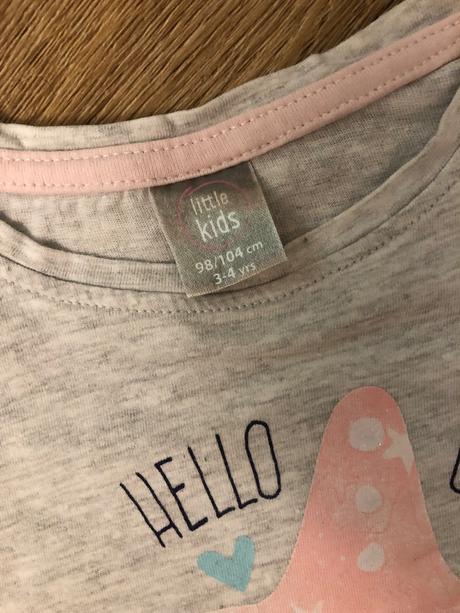 little
kids
98/104 cm
3-4 yrs
HELLO